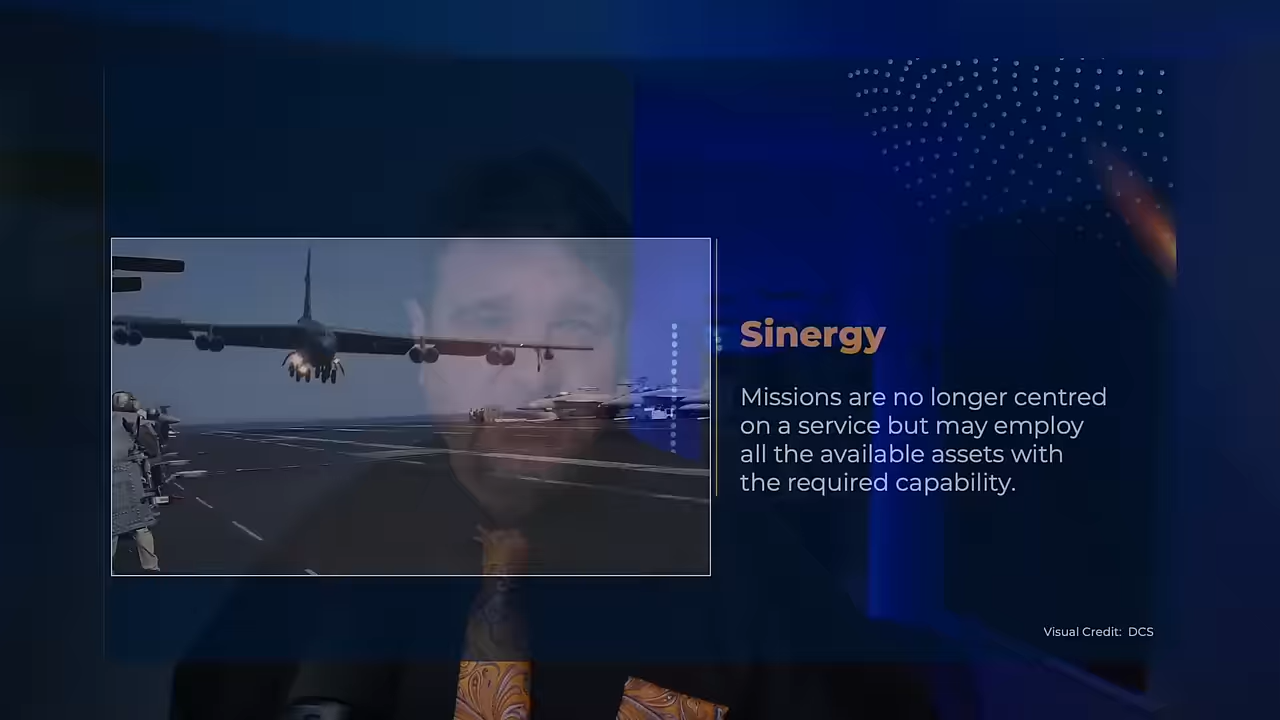 Sinergy
Missions are no longer centred
on a service but may employ
all the available assets with
the required capability.
Visual Credit: DCS